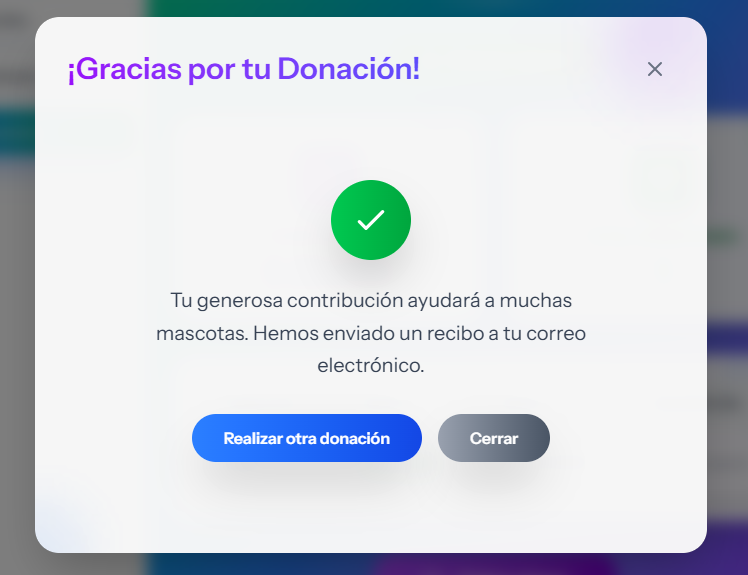 ¡Gracias por tu Donación!
Tu generosa contribución ayudará a muchas
mascotas. Hemos enviado un recibo a tu correo
electrónico.
Realizar otra donación
Cerrar